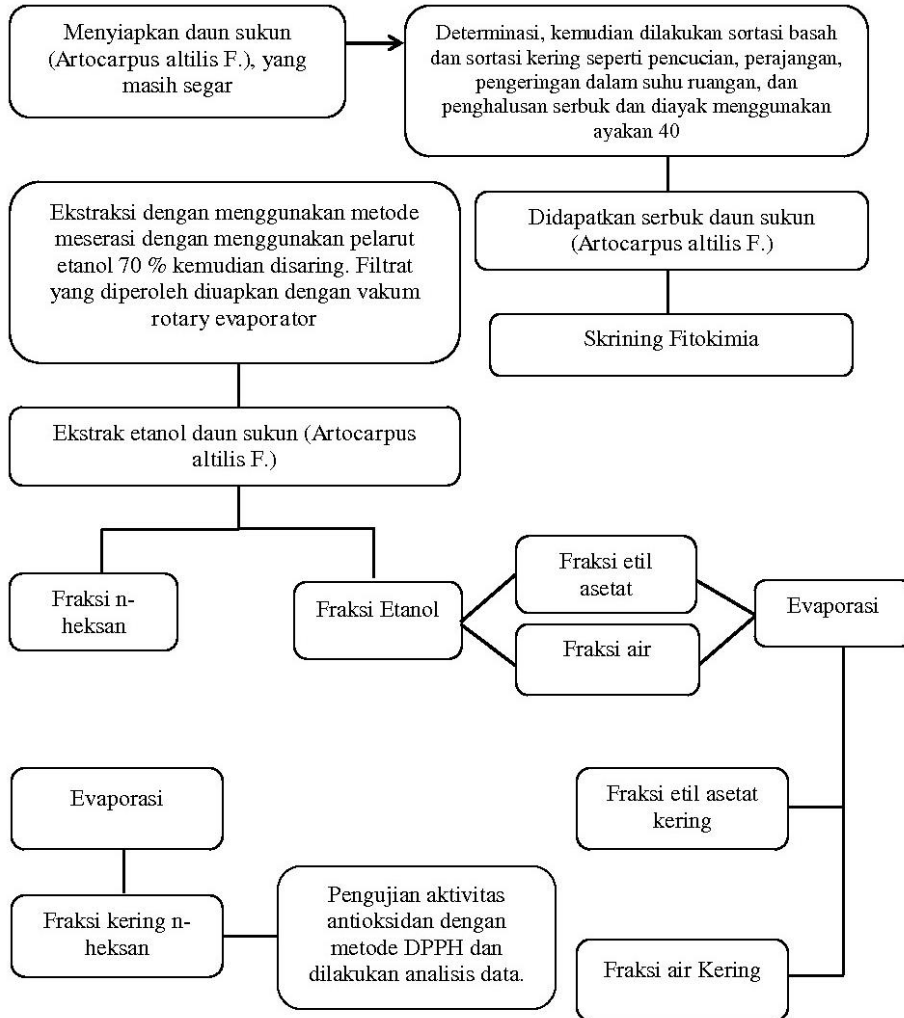 Menyiapkan daun sukun
(Artocarpus altilis F.), yang
masih segar
Determinasi, kemudian dilakukan sortasi basah
dan sortasi kering seperti pencucian, perajangan,
pengeringan dalam suhu ruangan, dan
penghalusan serbuk dan diayak menggunakan
ayakan 40
Didapatkan serbuk daun sukun
(Artocarpus altilis F.)
Skrining Fitokimia
Ekstraksi dengan menggunakan metode
meserasi dengan menggunakan pelarut
etanol 70 % kemudian disaring. Filtrat
yang diperoleh diuapkan dengan vakum
rotary evaporator
Ekstrak etanol daun sukun (Artocarpus
altilis F.)
Fraksi n-
heksan
Fraksi Etanol
Fraksi etil
asetat
Fraksi air
Evaporasi
Evaporasi
Fraksi kering n-
heksan
Pengujian aktivitas
antioksidan dengan
metode DPPH dan
dilakukan analisis data.
Fraksi etil asetat
kering
Fraksi air Kering